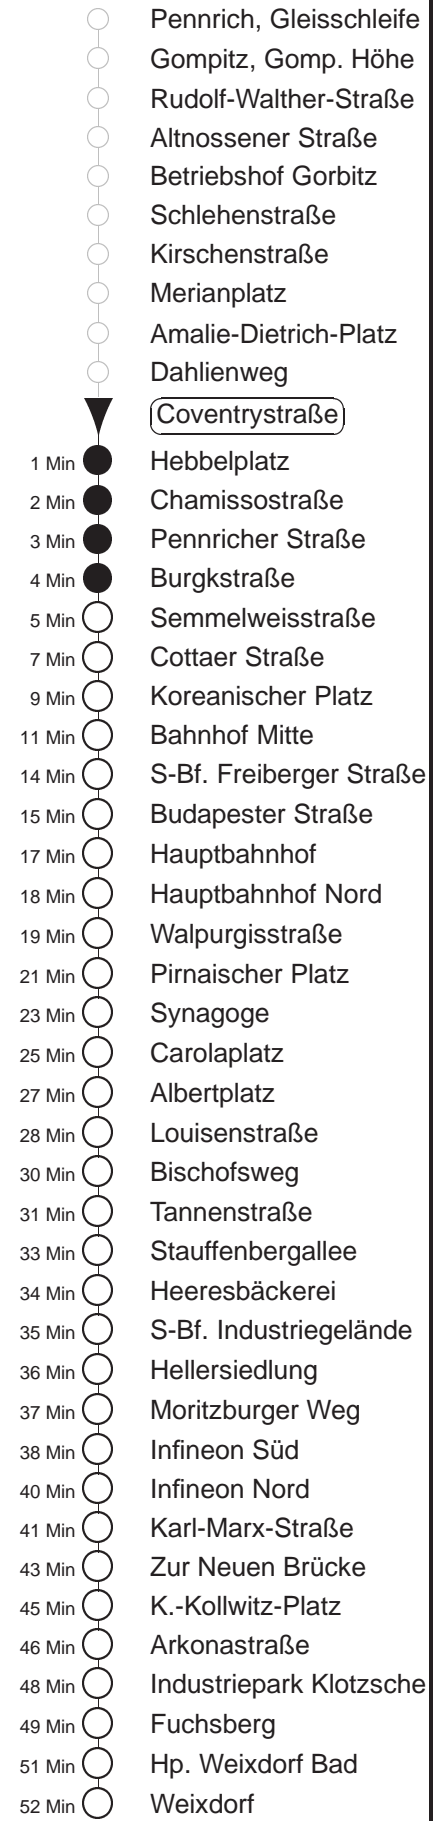 Pennrich, Gleisschleife
Gompitz, Gomp. Höhe
Rudolf-Walther-Straße
Altnossener Straße
Betriebshof Gorbitz
Schlehenstraße
Kirschenstraße
Merianplatz
Amalie-Dietrich-Platz
Dahlienweg
Coventrystraße
1 Min Hebbelplatz
2 Min Chamissostraße
3 Min Pennricher Straße
4 Min Burgkstraße
5 Min Semmelweisstraße
7 Min Cottaer Straße
9 Min Koreanischer Platz
11 Min Bahnhof Mitte
14 Min S-Bf. Freiberger Straße
15 Min Budapester Straße
17 Min Hauptbahnhof
18 Min Hauptbahnhof Nord
19 Min Walpurgisstraße
21 Min Pirnaischer Platz
23 Min Synagoge
25 Min Carolaplatz
27 Min Albertplatz
28 Min Louisenstraße
30 Min Bischofsweg
31 Min Tannenstraße
33 Min Stauffenbergallee
34 Min Heeresbäckerei
35 Min S-Bf. Industriegelände
36 Min Hellersiedlung
37 Min Moritzburger Weg
38 Min Infineon Süd
40 Min Infineon Nord
41 Min Karl-Marx-Straße
43 Min Zur Neuen Brücke
45 Min K.-Kollwitz-Platz
46 Min Arkonastraße
48 Min Industriepark Klotzsche
49 Min Fuchsberg
51 Min Hp. Weixdorf Bad
52 Min Weixdorf